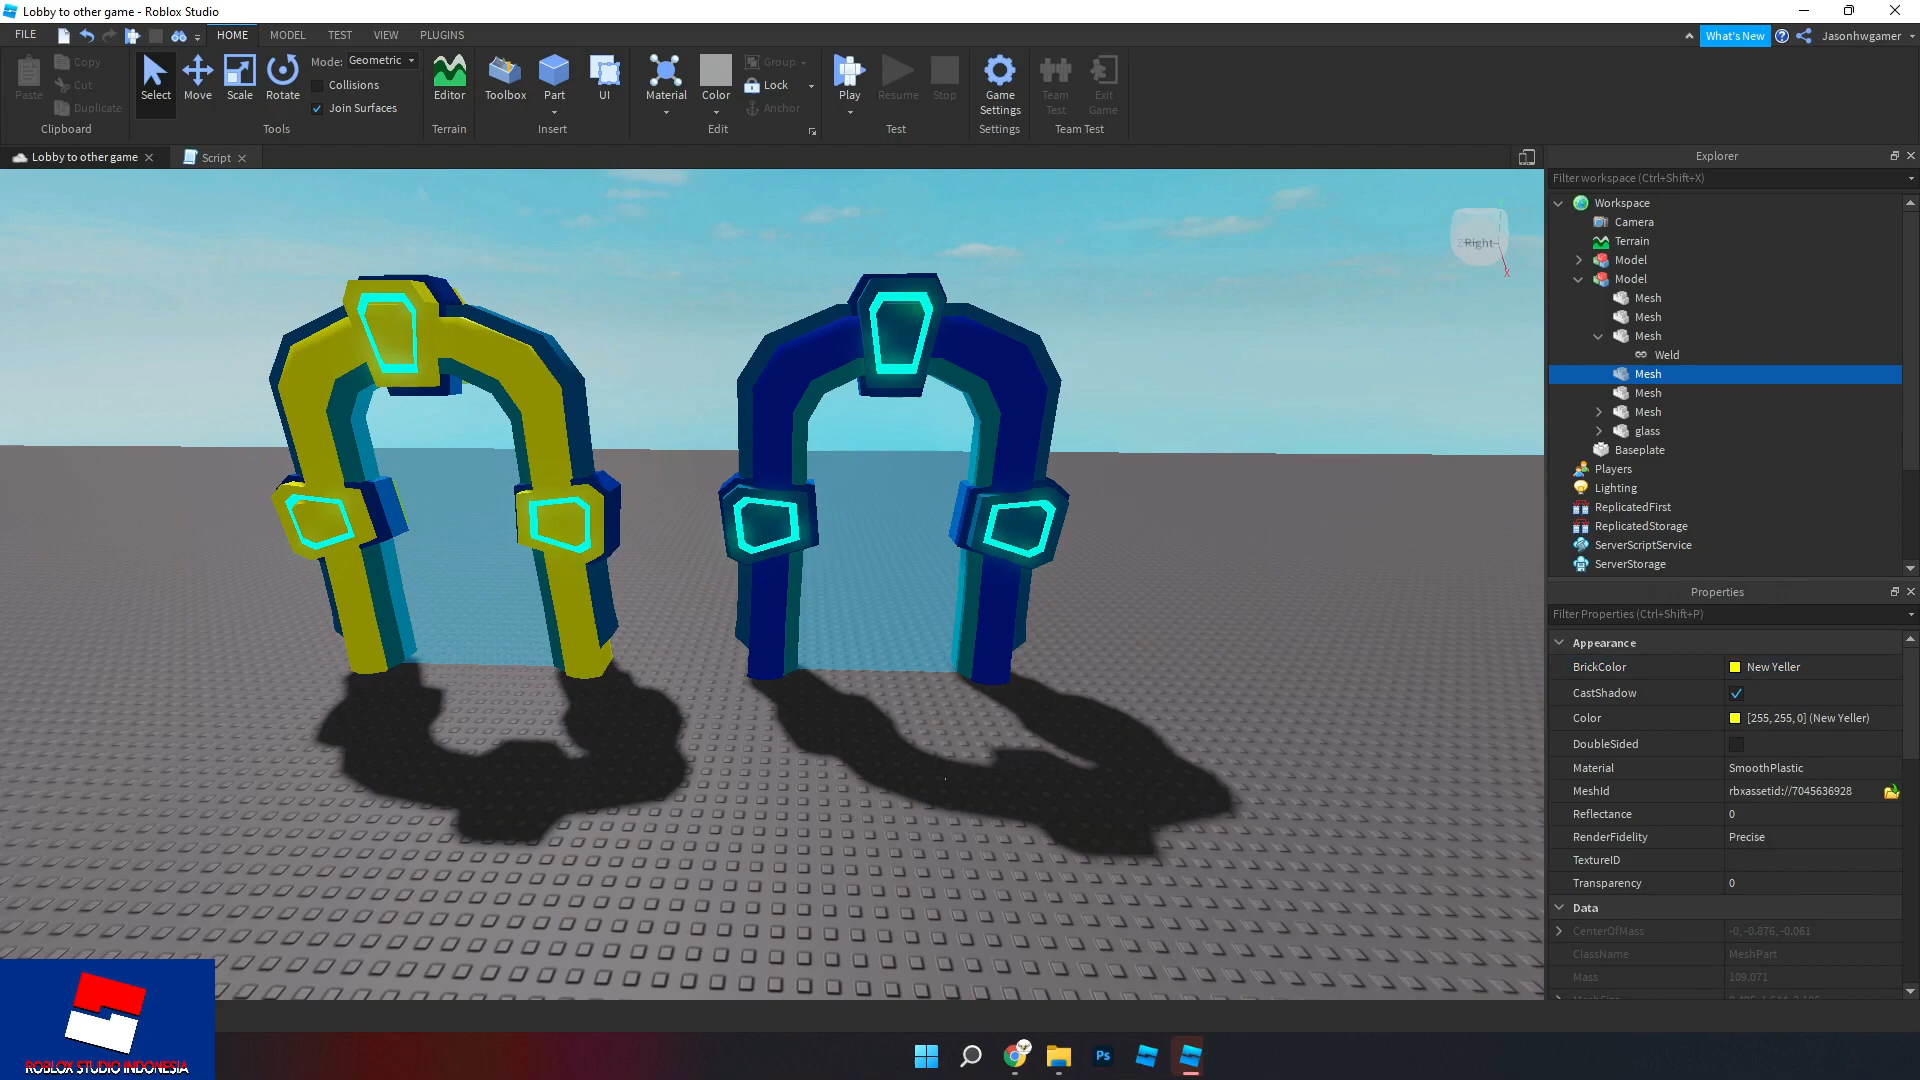 Lobby to other game - Roblox Studio
FILE HOME MODEL TEST VIEW PLUGINS What's New Jasonhwgamer
Paste Copy Cut Duplicate Clipboard
Select Move Scale Rotate Mode: Geometric Collisions Join Surfaces Tools
Editor Terrain
Toolbox Part UI Insert
Material Color Group Lock Anchor Edit
Play Resume Stop Test
Game Settings Settings
Team Test Exit Game Team Test
Lobby to other game Script
Right
X
Explorer
Filter workspace (Ctrl+Shift+X)
Workspace
Camera
Terrain
Model
Model
Mesh
Mesh
Mesh
Weld
Mesh
Mesh
Mesh
glass
Baseplate
Players
Lighting
ReplicatedFirst
ReplicatedStorage
ServerScriptService
ServerStorage
Properties
Filter Properties (Ctrl+Shift+P)
Appearance
BrickColor New Yeller
CastShadow
Color [255, 255, 0] (New Yeller)
DoubleSided
Material SmoothPlastic
MeshId rbxassetid://7045636928
Reflectance 0
RenderFidelity Precise
TextureID
Transparency 0
Data
CenterOfMass -0, -0.876, -0.061
ClassName MeshPart
Mass 109.071
ROBLOX STUDIO INDONESIA
Ps